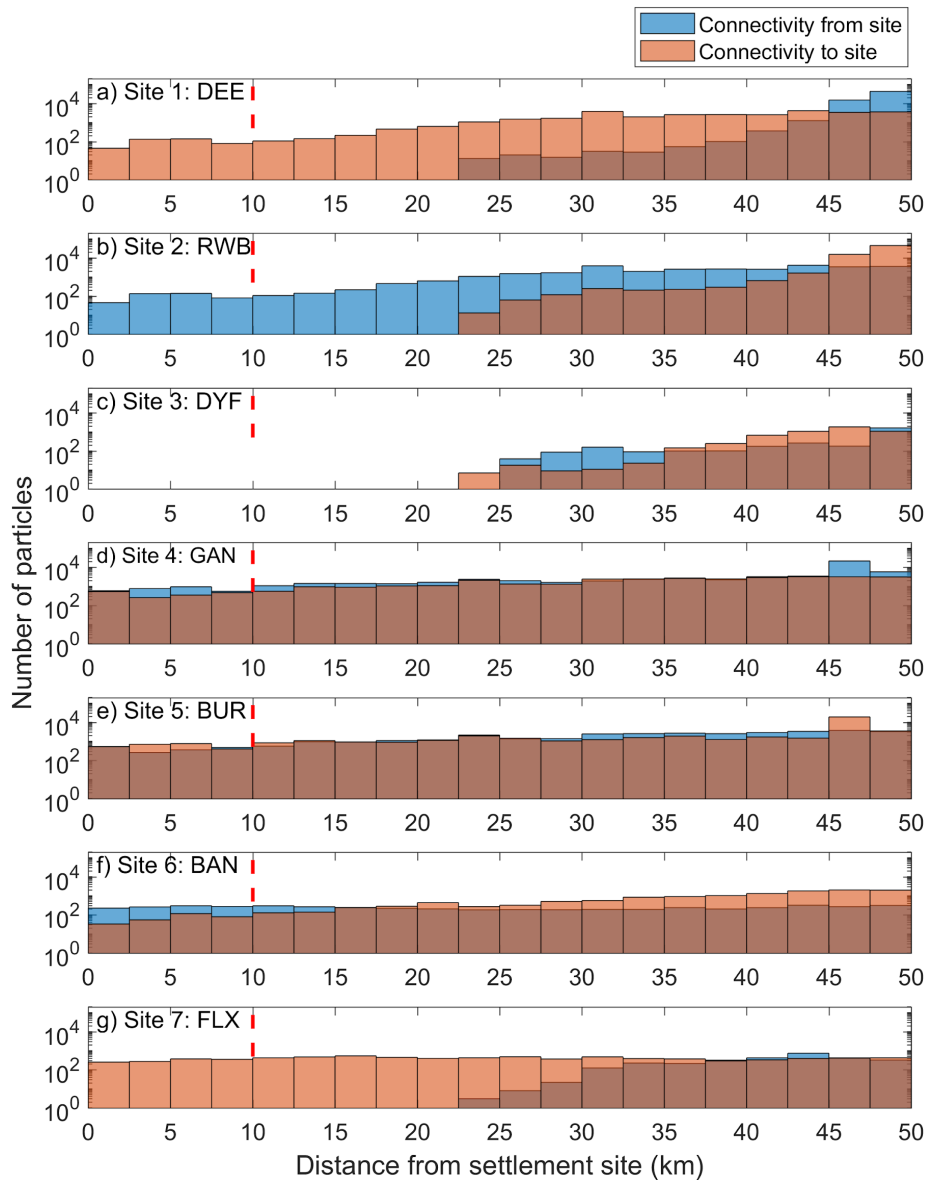 Connectivity from site
Connectivity to site
a) Site 1: DEE
10^4
10^2
10^0
0 5 10 15 20 25 30 35 40 45 50
b) Site 2: RWB
10^4
10^2
10^0
0 5 10 15 20 25 30 35 40 45 50
c) Site 3: DYF
10^4
10^2
10^0
0 5 10 15 20 25 30 35 40 45 50
d) Site 4: GAN
10^4
10^2
10^0
0 5 10 15 20 25 30 35 40 45 50
Number of particles
e) Site 5: BUR
10^4
10^2
10^0
0 5 10 15 20 25 30 35 40 45 50
f) Site 6: BAN
10^4
10^2
10^0
0 5 10 15 20 25 30 35 40 45 50
g) Site 7: FLX
10^4
10^2
10^0
0 5 10 15 20 25 30 35 40 45 50
Distance from settlement site (km)